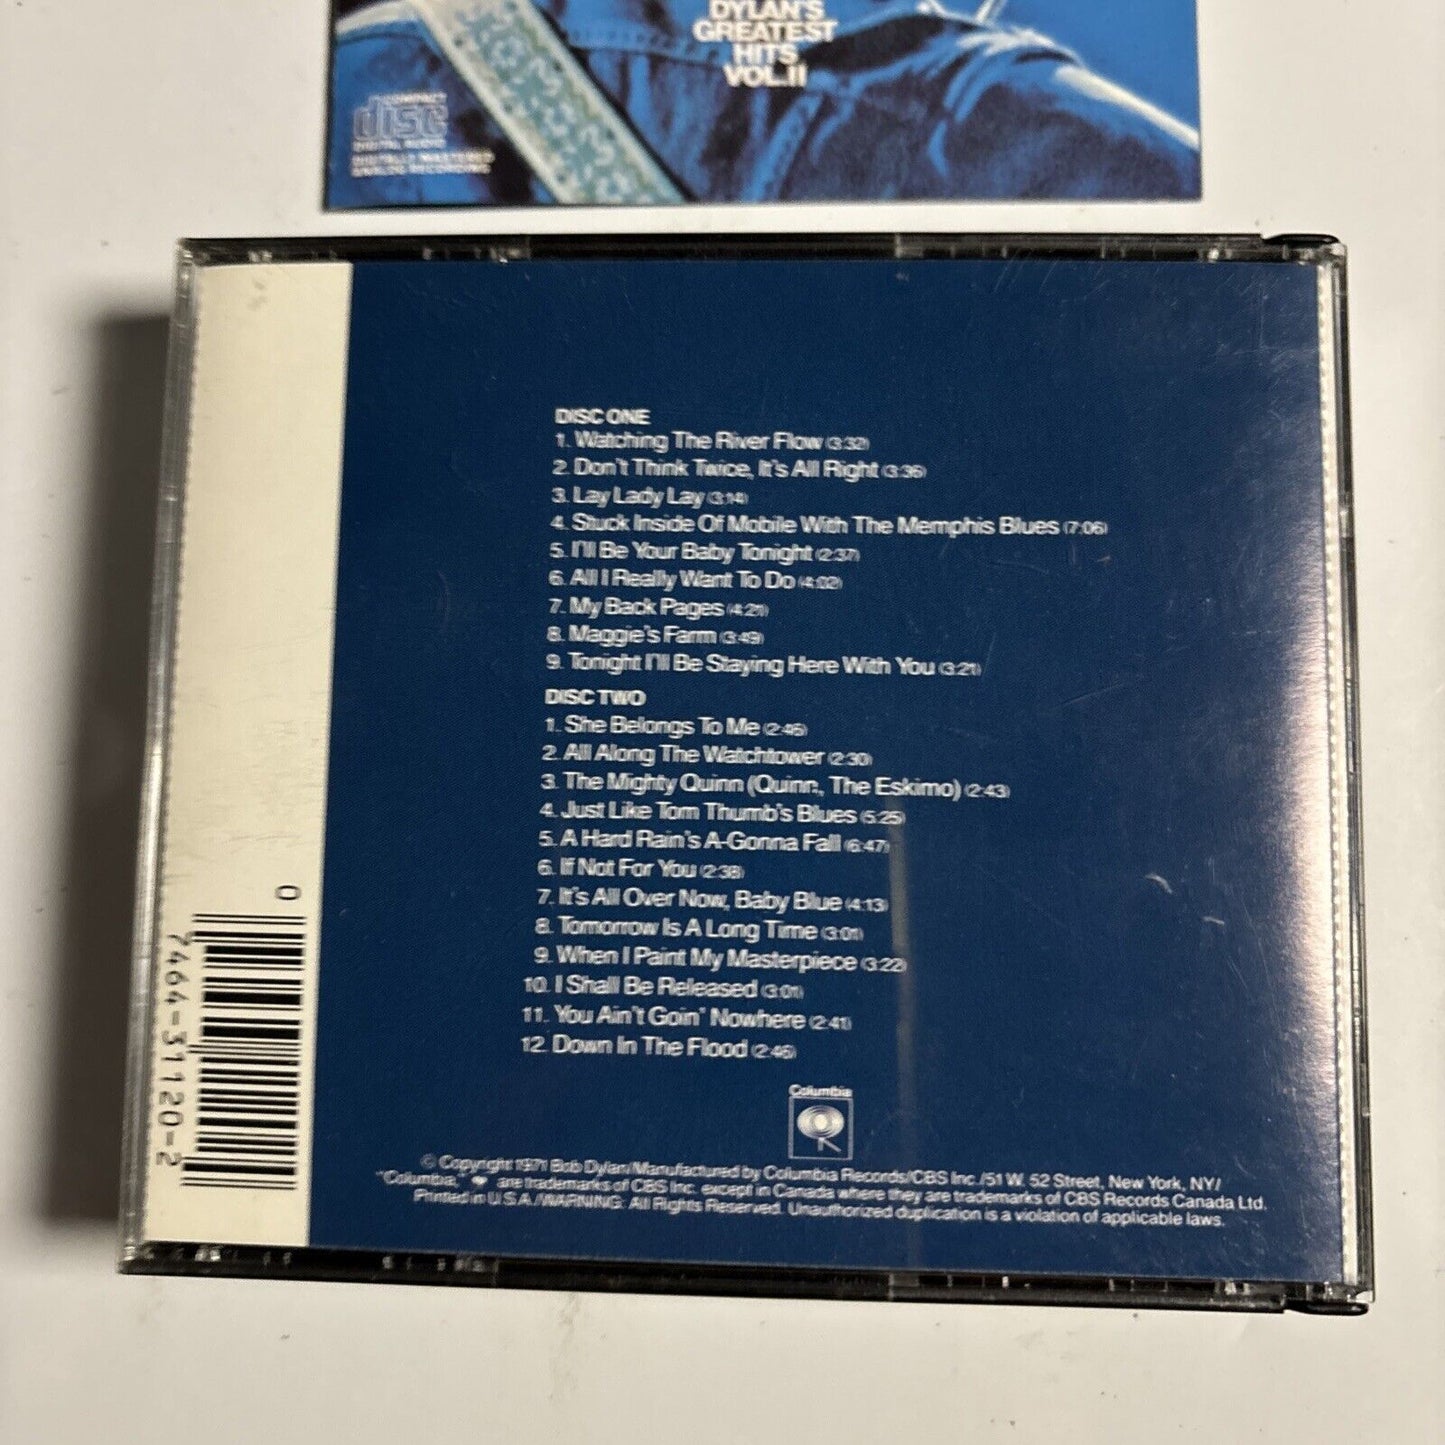 DYLAN'S
GREATEST
HITS
VOL. II
COMPACT
disc
DIGITAL AUDIO
DIGITALLY MASTERED
ANALOG RECORDING
DISC ONE
1. Watching The River Flow (3:32)
2. Don't Think Twice, It's All Right (3:36)
3. Lay Lady Lay (3:14)
4. Stuck Inside Of Mobile With The Memphis Blues (7:06)
5. I'll Be Your Baby Tonight (2:37)
6. All I Really Want To Do (4:02)
7. My Back Pages (4:21)
8. Maggie's Farm (3:49)
9. Tonight I'll Be Staying Here With You (3:21)
DISC TWO
1. She Belongs To Me (2:46)
2. All Along The Watchtower (2:30)
3. The Mighty Quinn (Quinn, The Eskimo) (2:43)
4. Just Like Tom Thumb's Blues (5:25)
5. A Hard Rain's A-Gonna Fall (6:47)
6. If Not For You (2:38)
7. It's All Over Now, Baby Blue (4:13)
8. Tomorrow Is A Long Time (3:01)
9. When I Paint My Masterpiece (3:22)
10. I Shall Be Released (3:01)
11. You Ain't Goin' Nowhere (2:41)
12. Down In The Flood (2:46)
Columbia
© Copyright 1971 Bob Dylan/Manufactured by Columbia Records/CBS Inc./51 W. 52 Street, New York, NY/
"Columbia," are trademarks of CBS Inc. except in Canada where they are trademarks of CBS Records Canada Ltd.
Printed in U.S.A./WARNING: All Rights Reserved. Unauthorized duplication is a violation of applicable laws.
0
7464-31120-2